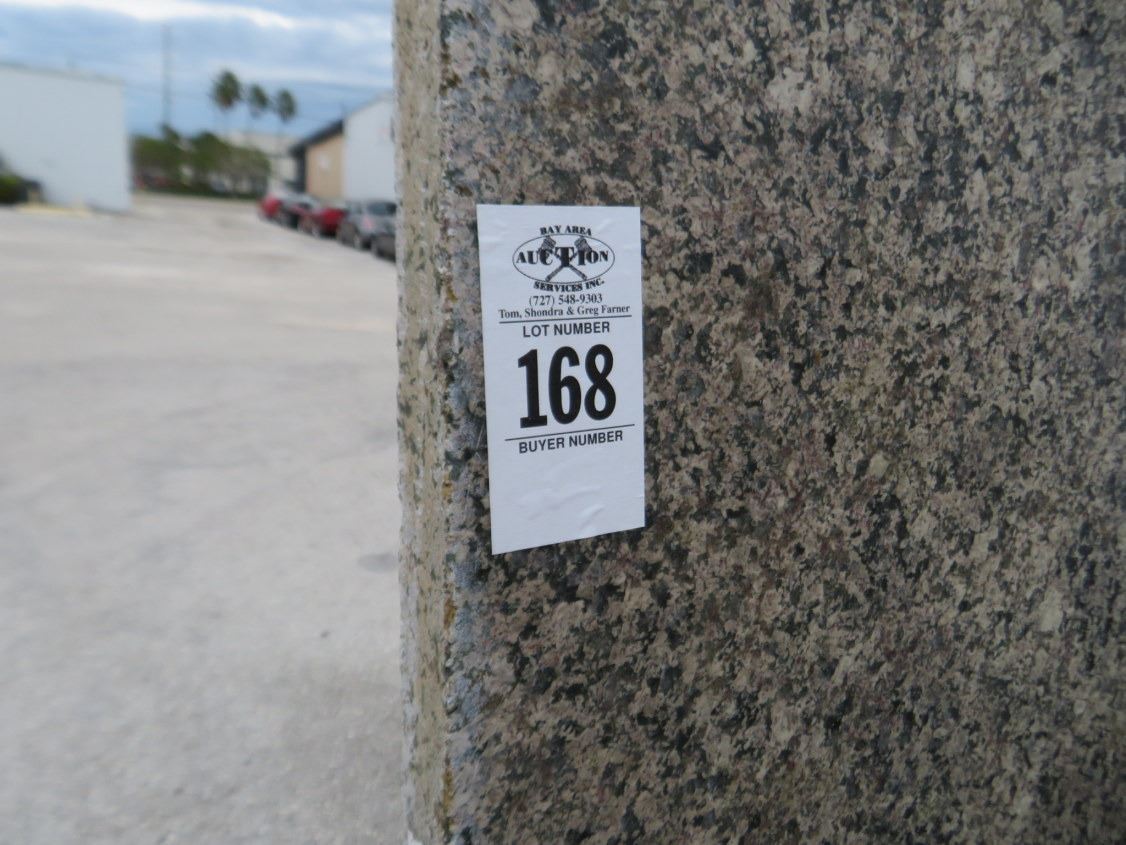 BAY AREA
AUCTION
SERVICES INC.
(727) 548-9303
Tom, Shondra & Greg Farner
LOT NUMBER
168
BUYER NUMBER